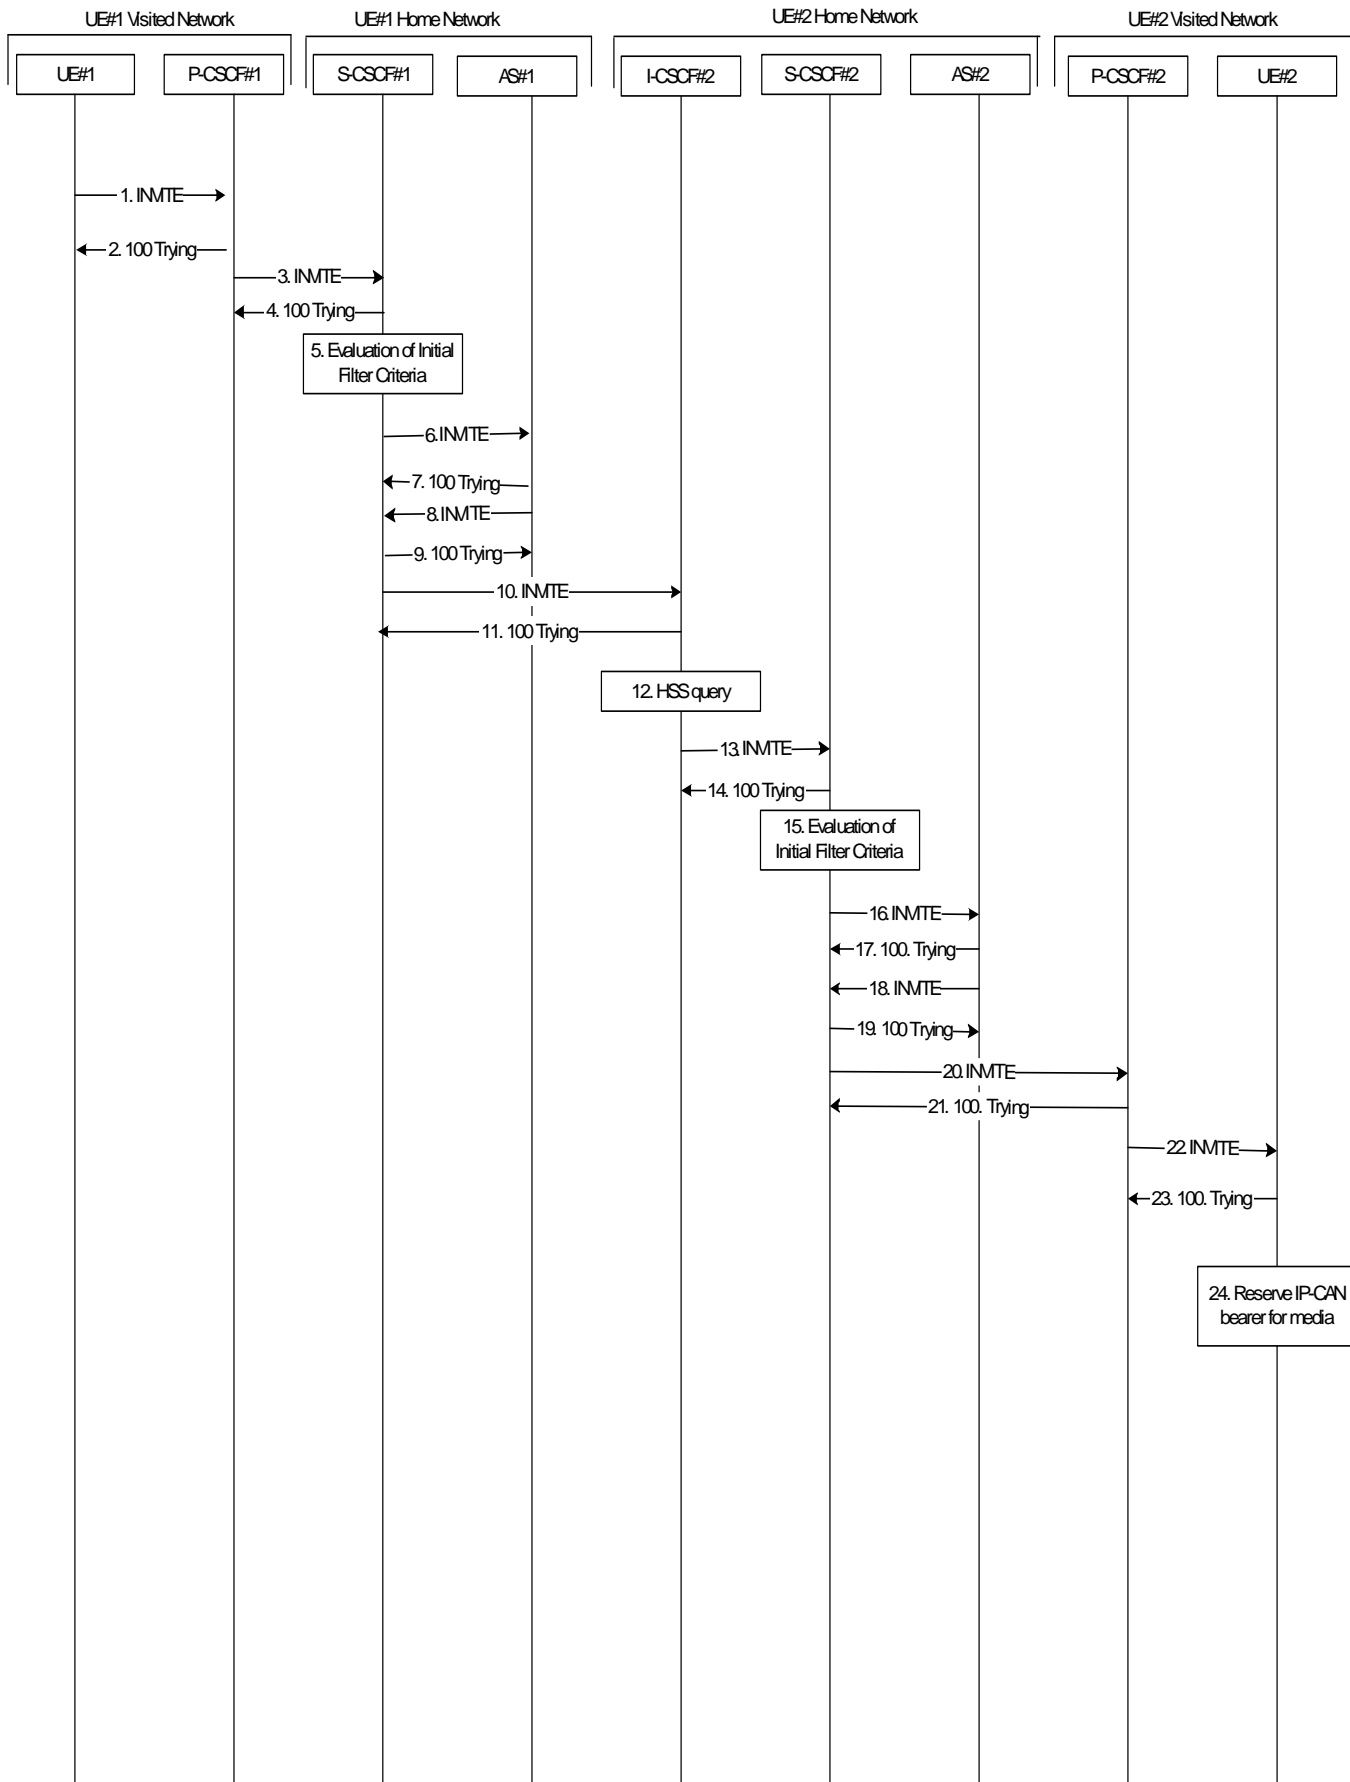 UE#1 Visited Network
UE#1 Home Network
UE#2 Home Network
UE#2 Visited Network
UE#1
P-CSCF#1
S-CSCF#1
AS#1
I-CSCF#2
S-CSCF#2
AS#2
P-CSCF#2
UE#2
1. INVITE
2. 100 Trying
3. INVITE
4. 100 Trying
5. Evaluation of Initial
Filter Criteria
6. INVITE
7. 100 Trying
8. INVITE
9. 100 Trying
10. INVITE
11. 100 Trying
12. HSS query
13. INVITE
14. 100 Trying
15. Evaluation of
Initial Filter Criteria
16. INVITE
17. 100. Trying
18. INVITE
19. 100 Trying
20. INVITE
21. 100. Trying
22. INVITE
23. 100. Trying
24. Reserve IP-CAN
bearer for media